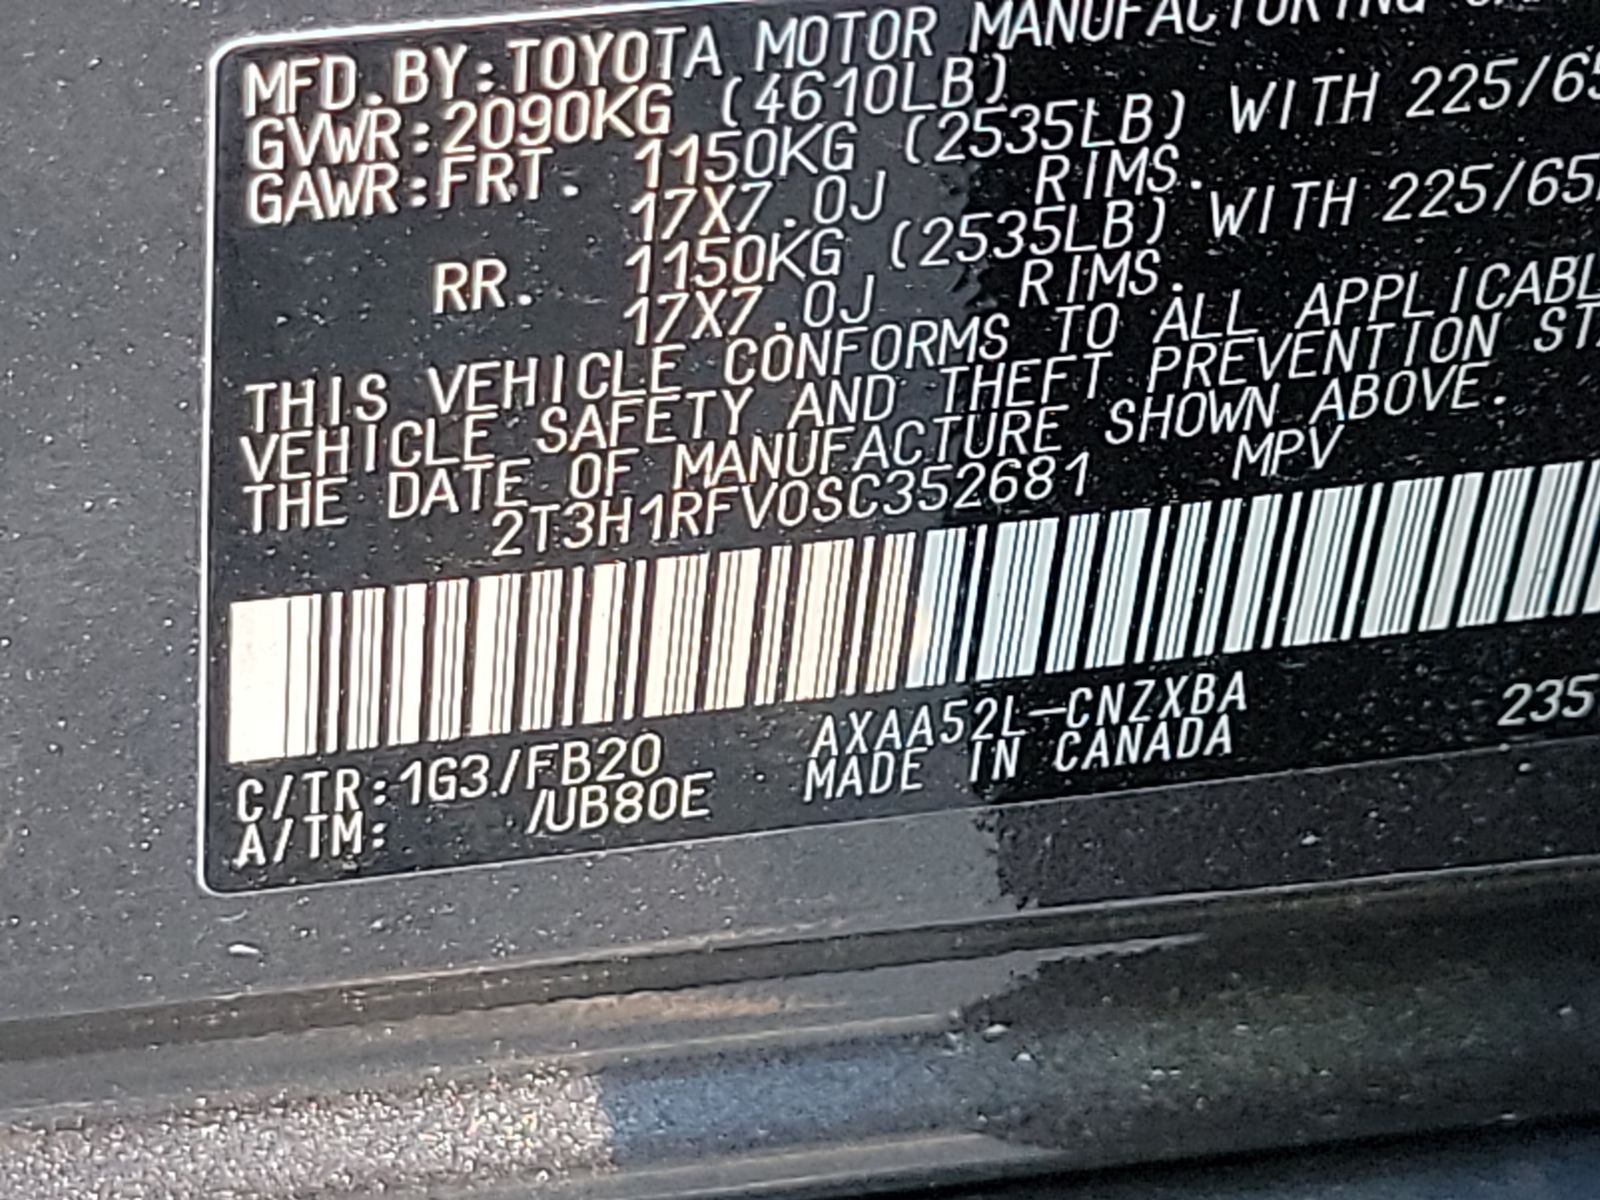 MFD.BY:TOYOTA MOTOR MANUFACTURING
GVWR:2090KG (4610LB)
GAWR:FRT. 1150KG (2535LB) WITH 225/65
17X7.0J RIMS.
RR. 1150KG (2535LB) WITH 225/65
17X7.0J RIMS.
THIS VEHICLE CONFORMS TO ALL APPLICABL
VEHICLE SAFETY AND THEFT PREVENTION ST
THE DATE OF MANUFACTURE SHOWN ABOVE.
2T3H1RFV0SC352681 MPV
C/TR:1G3/FB20 AXAA52L-CNZXBA 235
A/TM: /UB80E MADE IN CANADA